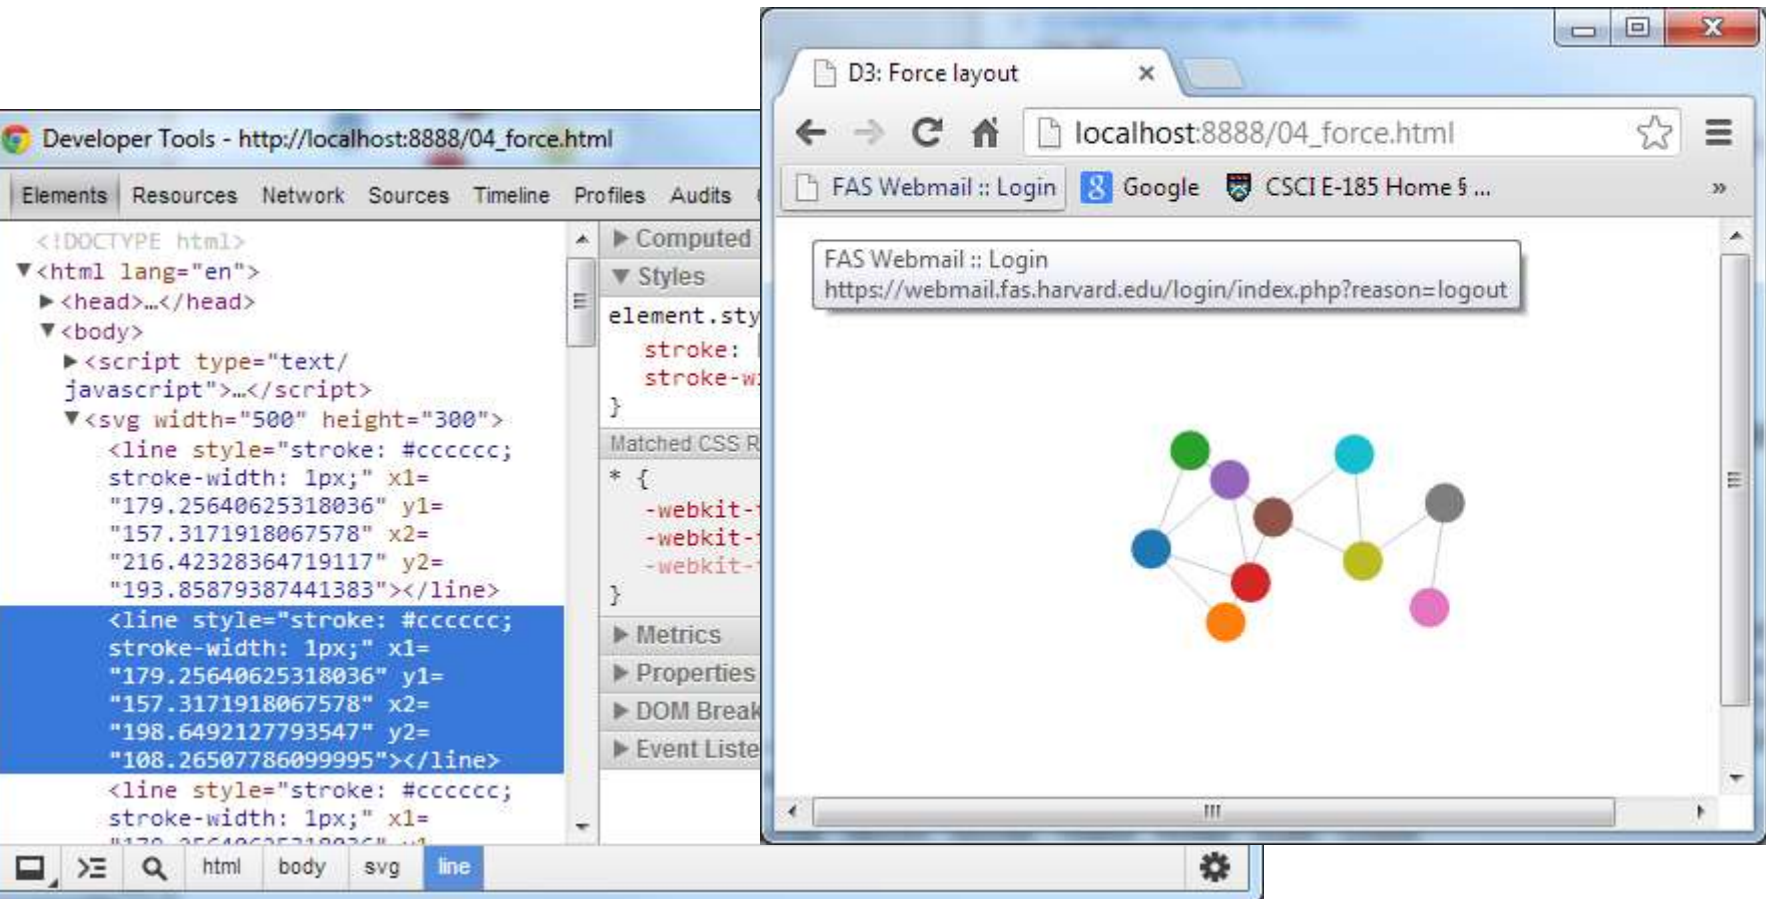 Developer Tools - http://localhost:8888/04_force.html
Elements Resources Network Sources Timeline Profiles Audits
<!DOCTYPE html>
▼<html lang="en">
▶<head>…</head>
▼<body>
▶<script type="text/
javascript">…</script>
▼<svg width="500" height="300">
<line style="stroke: #cccccc;
stroke-width: 1px;" x1=
"179.25640625318036" y1=
"157.3171918067578" x2=
"216.42328364719117" y2=
"193.85879387441383"></line>
<line style="stroke: #cccccc;
stroke-width: 1px;" x1=
"179.25640625318036" y1=
"157.3171918067578" x2=
"198.6492127793547" y2=
"108.26507786099995"></line>
<line style="stroke: #cccccc;
stroke-width: 1px;" x1=
▶ Computed
▼ Styles
element.sty
stroke:
stroke-wi
}
Matched CSS R
* {
-webkit-
-webkit-
-webkit-
}
▶ Metrics
▶ Properties
▶ DOM Break
▶ Event Liste
html body svg line
D3: Force layout
localhost:8888/04_force.html
FAS Webmail :: Login Google CSCI E-185 Home § ... »
FAS Webmail :: Login
https://webmail.fas.harvard.edu/login/index.php?reason=logout